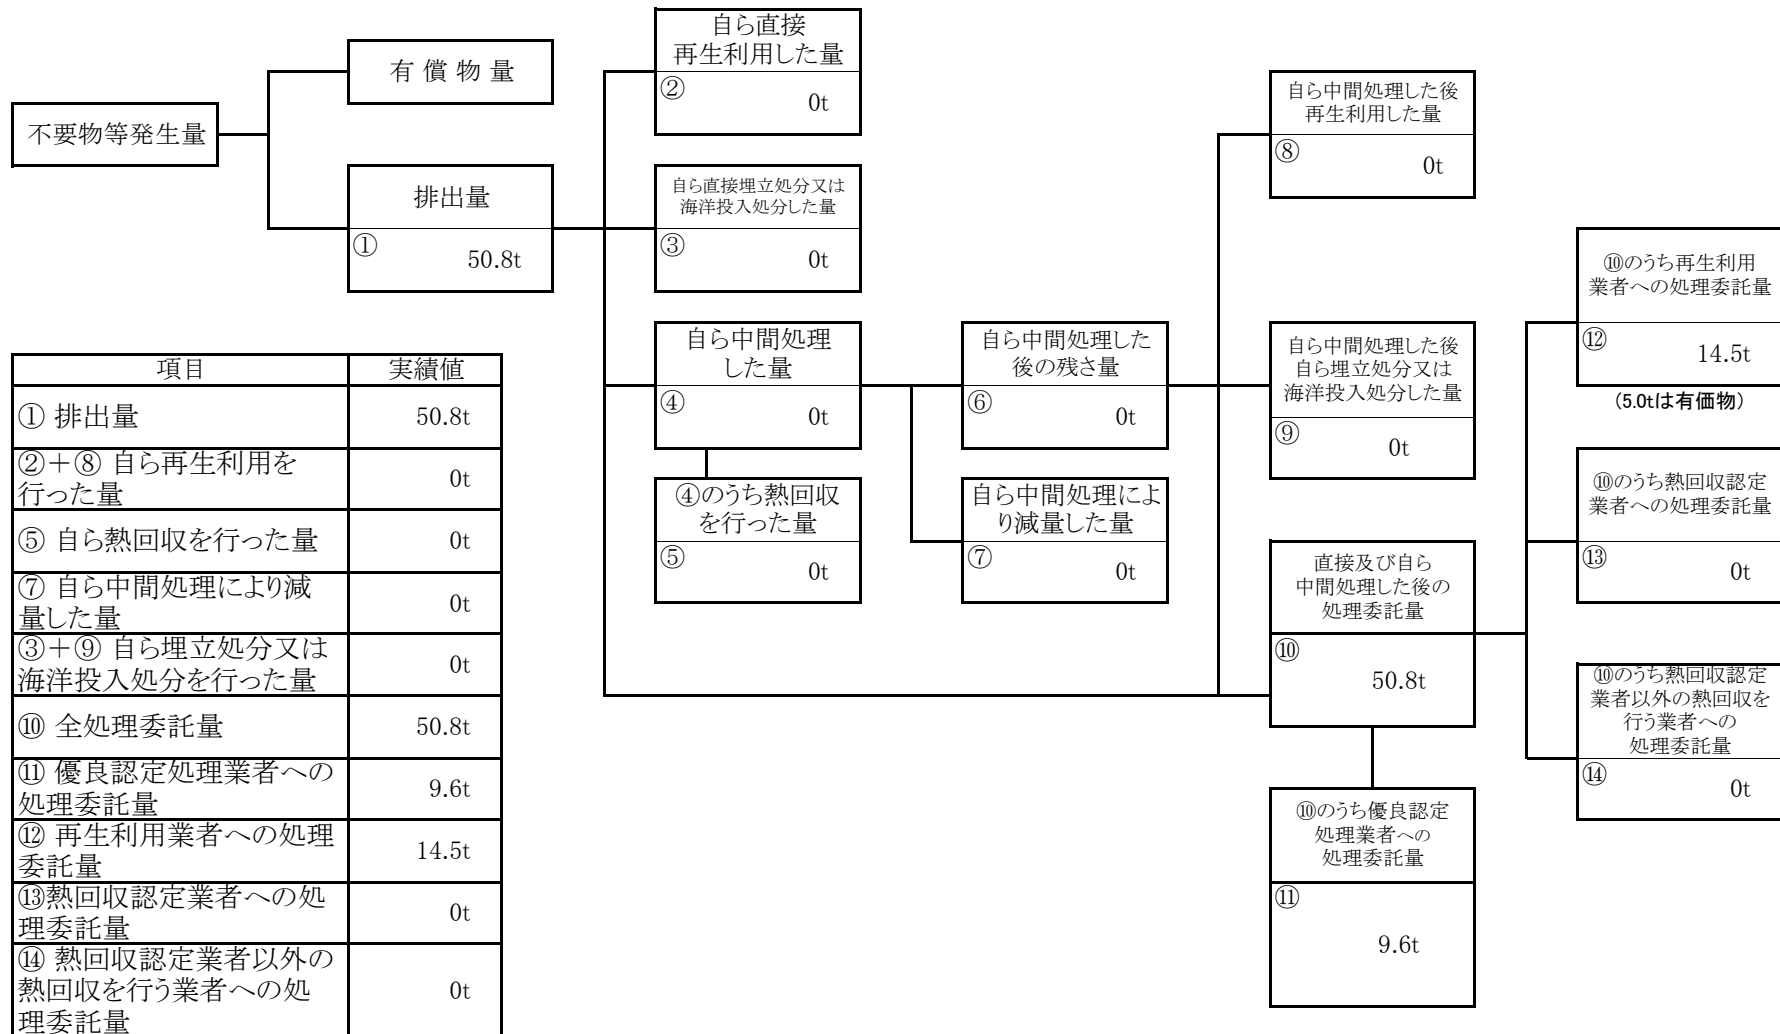 不要物等発生量
有 償 物 量
排出量
①
50.8t
自ら直接
再生利用した量
②
0t
自ら直接埋立処分又は
海洋投入処分した量
③
0t
自ら中間処理
した量
④
0t
④のうち熱回収
を行った量
⑤
0t
自ら中間処理した
後の残さ量
⑥
0t
自ら中間処理によ
り減量した量
⑦
0t
自ら中間処理した後
再生利用した量
⑧
0t
自ら中間処理した後
自ら埋立処分又は
海洋投入処分した量
⑨
0t
直接及び自ら
中間処理した後の
処理委託量
⑩
50.8t
⑩のうち優良認定
処理業者への
処理委託量
⑪
9.6t
⑩のうち再生利用
業者への処理委託量
⑫
14.5t
(5.0tは有価物)
⑩のうち熱回収認定
業者への処理委託量
⑬
0t
⑩のうち熱回収認定
業者以外の熱回収を
行う業者への
処理委託量
⑭
0t
項目 実績値
① 排出量 50.8t
②+⑧ 自ら再生利用を
行った量
0t
⑤ 自ら熱回収を行った量 0t
⑦ 自ら中間処理により減
量した量
0t
③+⑨ 自ら埋立処分又は
海洋投入処分を行った量
0t
⑩ 全処理委託量 50.8t
⑪ 優良認定処理業者への
処理委託量
9.6t
⑫ 再生利用業者への処理
委託量
14.5t
⑬熱回収認定業者への処
理委託量
0t
⑭ 熱回収認定業者以外の
熱回収を行う業者への処
理委託量
0t